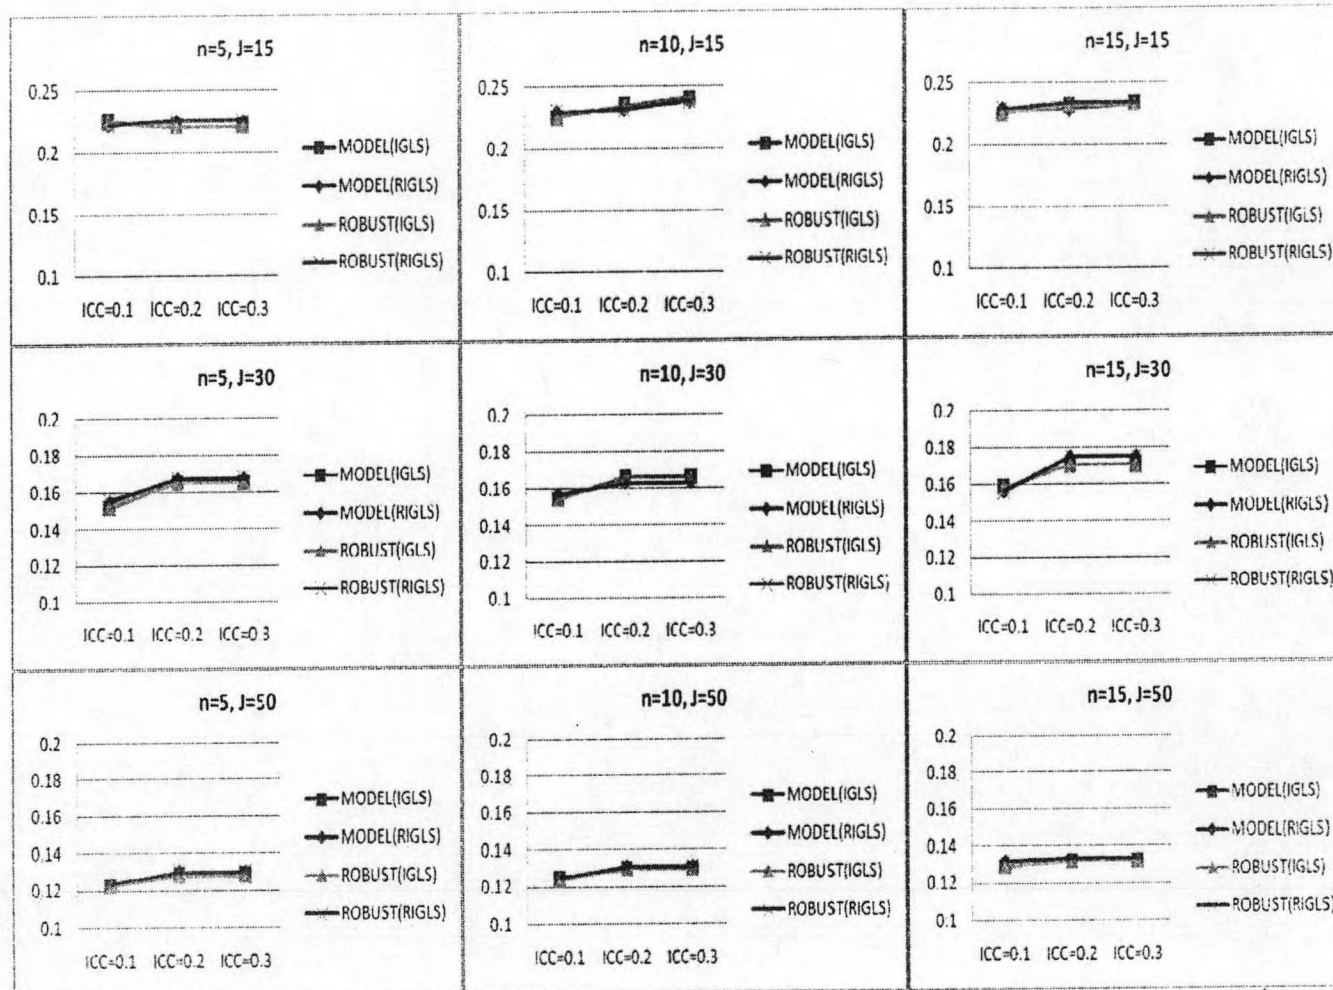 n=5, J=15
0.25
0.2
0.15
0.1
ICC=0.1 ICC=0.2 ICC=0.3
MODEL(IGLS)
MODEL(RIGLS)
ROBUST(IGLS)
ROBUST(RIGLS)
n=10, J=15
0.25
0.2
0.15
0.1
ICC=0.1 ICC=0.2 ICC=0.3
MODEL(IGLS)
MODEL(RIGLS)
ROBUST(IGLS)
ROBUST(RIGLS)
n=15, J=15
0.25
0.2
0.15
0.1
ICC=0.1 ICC=0.2 ICC=0.3
MODEL(IGLS)
MODEL(RIGLS)
ROBUST(IGLS)
ROBUST(RIGLS)
n=5, J=30
0.2
0.18
0.16
0.14
0.12
0.1
ICC=0.1 ICC=0.2 ICC=0.3
MODEL(IGLS)
MODEL(RIGLS)
ROBUST(IGLS)
ROBUST(RIGLS)
n=10, J=30
0.2
0.18
0.16
0.14
0.12
0.1
ICC=0.1 ICC=0.2 ICC=0.3
MODEL(IGLS)
MODEL(RIGLS)
ROBUST(IGLS)
ROBUST(RIGLS)
n=15, J=30
0.2
0.18
0.16
0.14
0.12
0.1
ICC=0.1 ICC=0.2 ICC=0.3
MODEL(IGLS)
MODEL(RIGLS)
ROBUST(IGLS)
ROBUST(RIGLS)
n=5, J=50
0.2
0.18
0.16
0.14
0.12
0.1
ICC=0.1 ICC=0.2 ICC=0.3
MODEL(IGLS)
MODEL(RIGLS)
ROBUST(IGLS)
ROBUST(RIGLS)
n=10, J=50
0.2
0.18
0.16
0.14
0.12
0.1
ICC=0.1 ICC=0.2 ICC=0.3
MODEL(IGLS)
MODEL(RIGLS)
ROBUST(IGLS)
ROBUST(RIGLS)
n=15, J=50
0.2
0.18
0.16
0.14
0.12
0.1
ICC=0.1 ICC=0.2 ICC=0.3
MODEL(IGLS)
MODEL(RIGLS)
ROBUST(IGLS)
ROBUST(RIGLS)